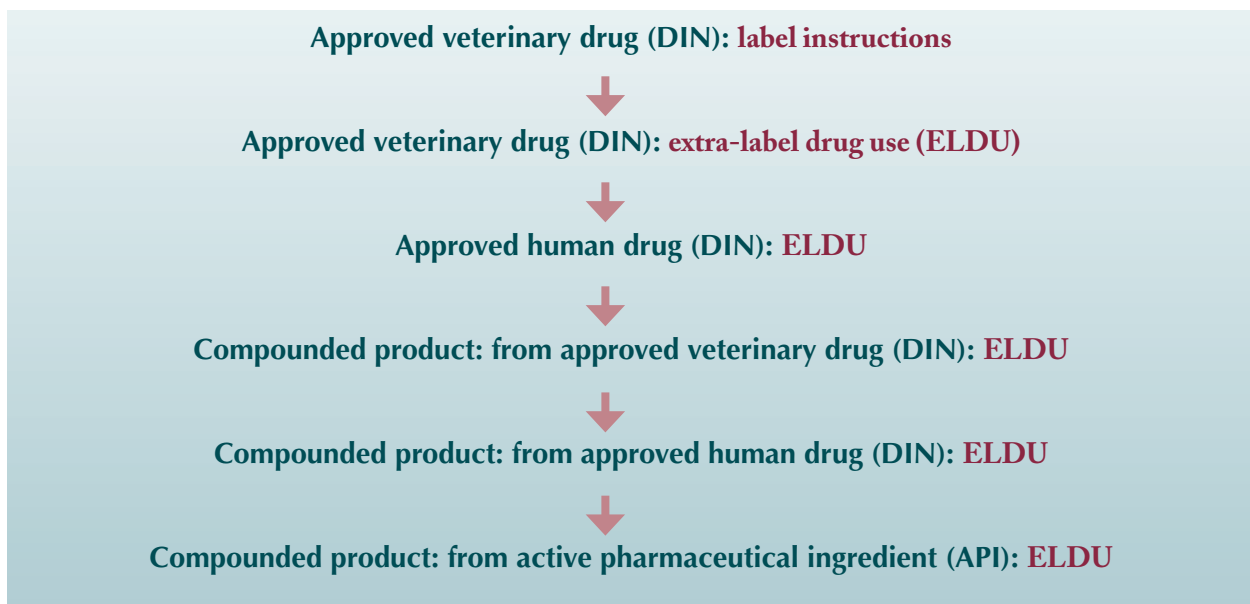 Approved veterinary drug (DIN): label instructions
Approved veterinary drug (DIN): extra-label drug use (ELDU)
Approved human drug (DIN): ELDU
Compounded product: from approved veterinary drug (DIN): ELDU
Compounded product: from approved human drug (DIN): ELDU
Compounded product: from active pharmaceutical ingredient (API): ELDU